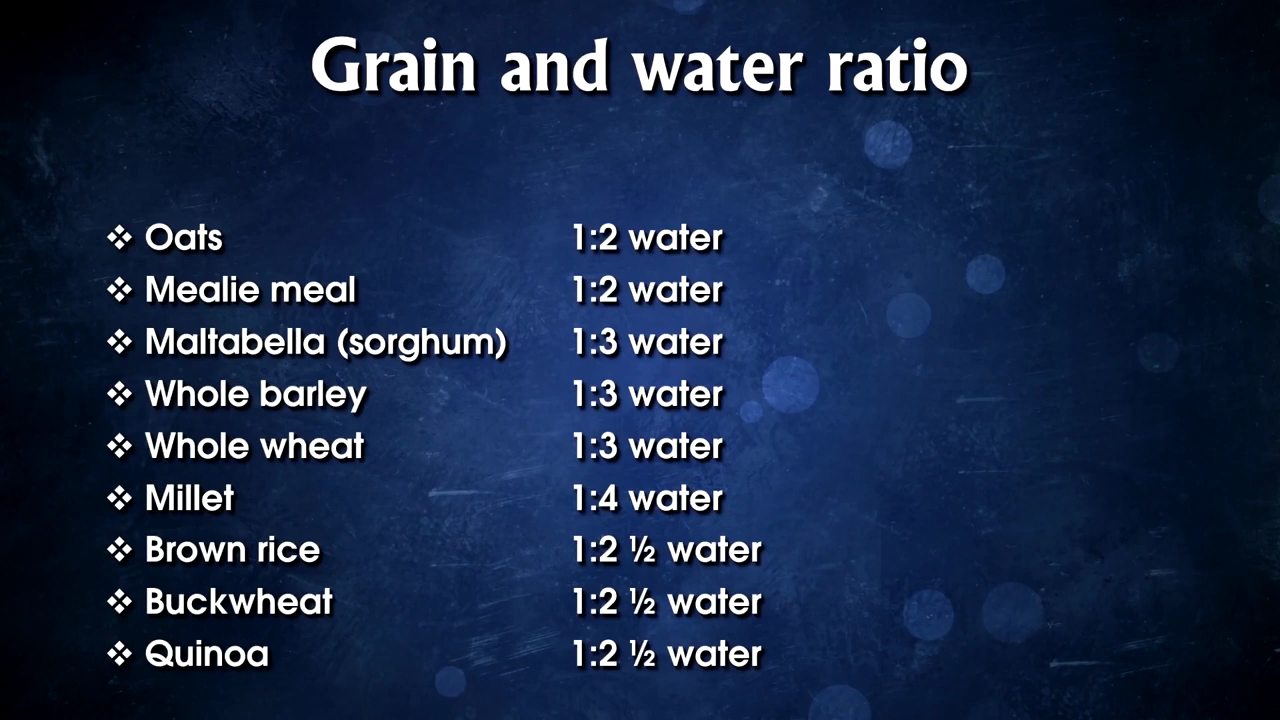 Grain and water ratio
❖ Oats 1:2 water
❖ Mealie meal 1:2 water
❖ Maltabella (sorghum) 1:3 water
❖ Whole barley 1:3 water
❖ Whole wheat 1:3 water
❖ Millet 1:4 water
❖ Brown rice 1:2 ½ water
❖ Buckwheat 1:2 ½ water
❖ Quinoa 1:2 ½ water